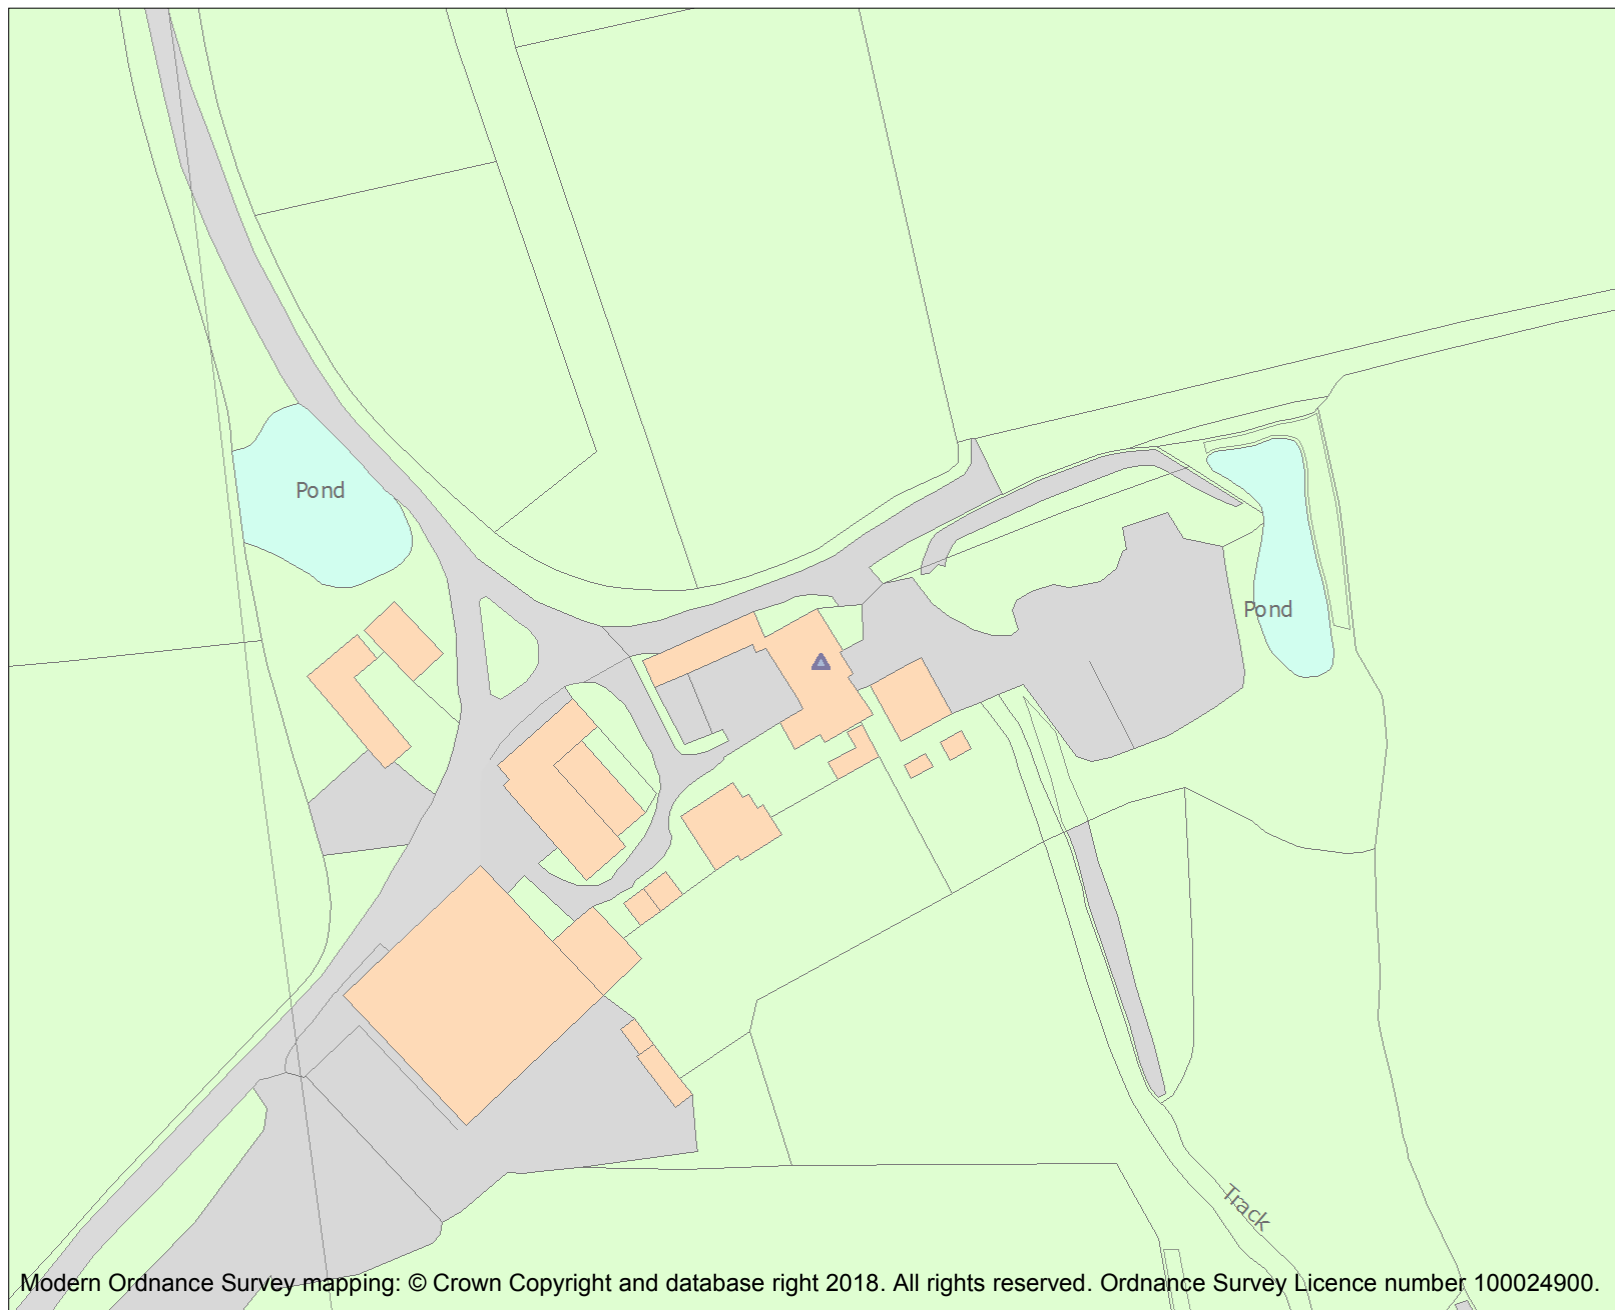 Pond
Pond
Track
Modern Ordnance Survey mapping: © Crown Copyright and database right 2018. All rights reserved. Ordnance Survey Licence number 100024900.